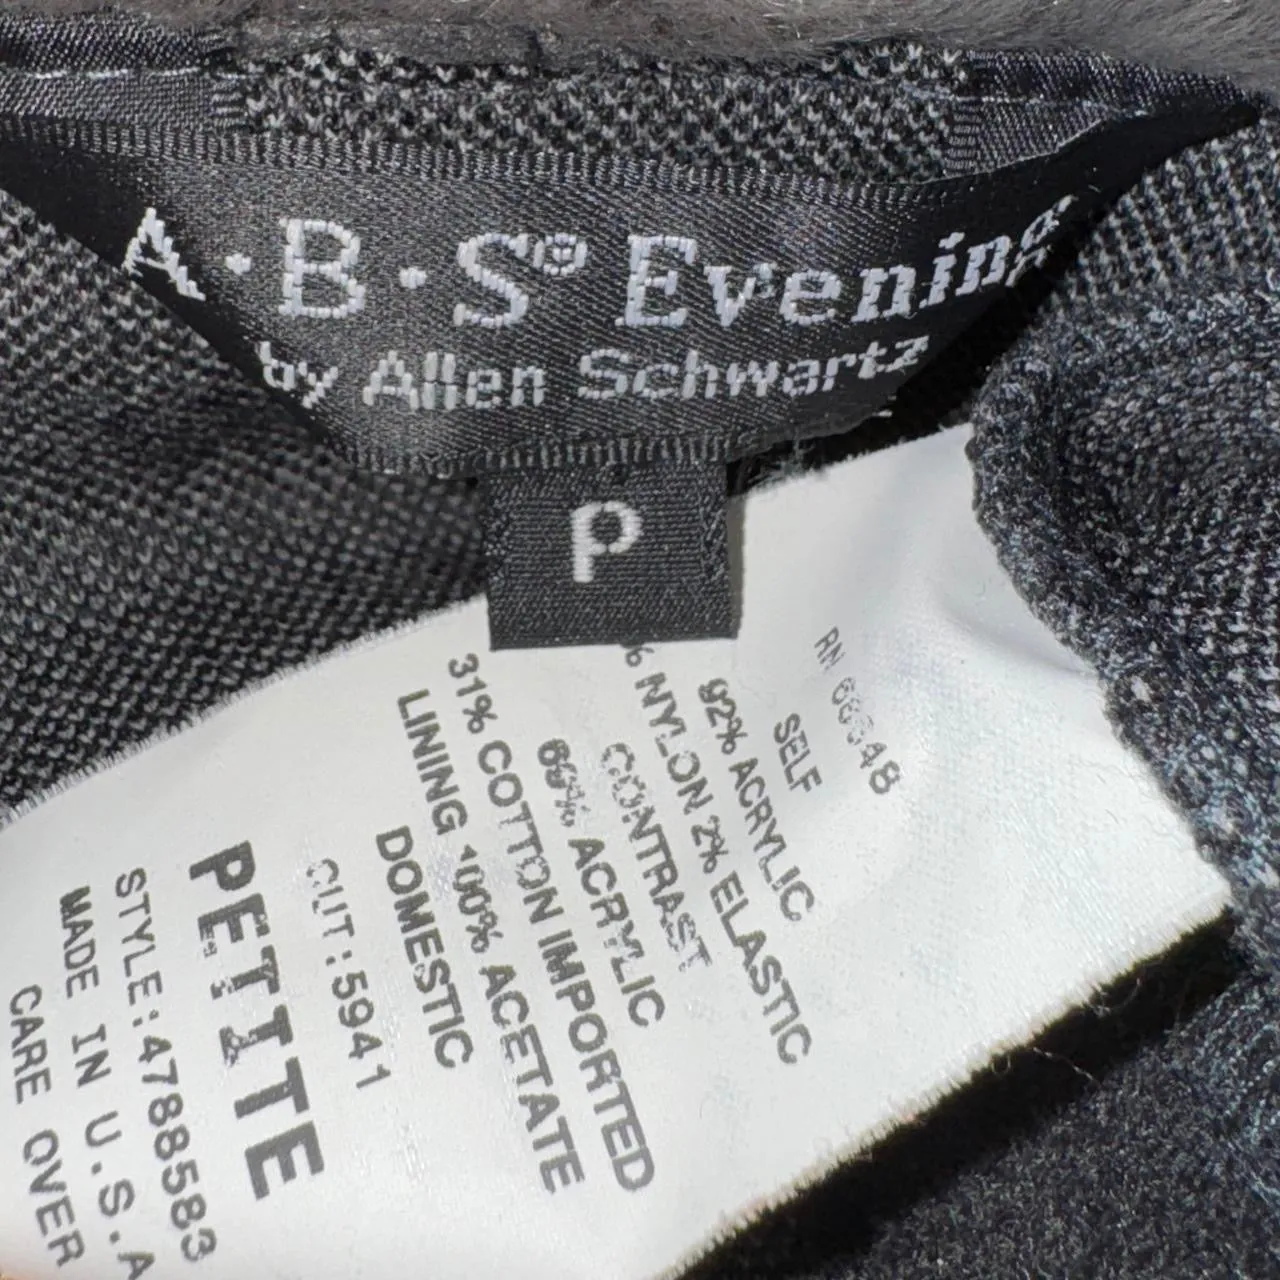 A·B·S® Evening
by Allen Schwartz
P
RN
SELF
92% ACRYLIC
% NYLON 2% ELASTIC
CONTRAST
69% ACRYLIC
31% COTTON IMPORTED
LINING 100% ACETATE
DOMESTIC
CUT:5941
PETITE
STYLE:4788583
MADE IN U.S.A
CARE OVER